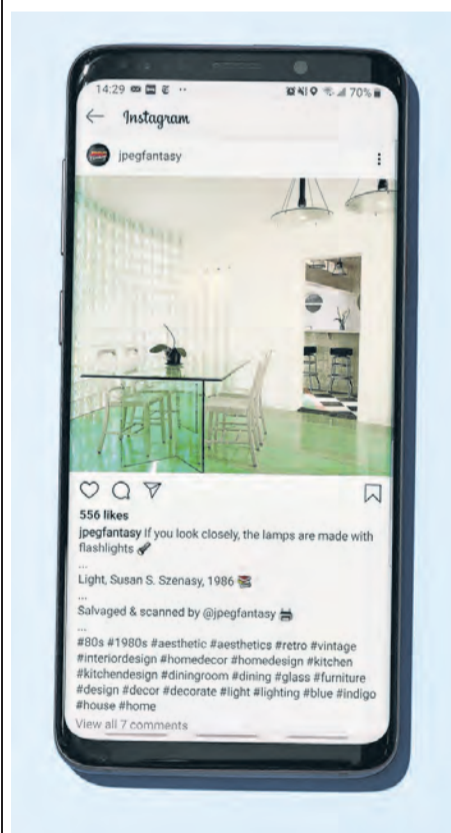 14:29
70%
Instagram
jpegfantasy
556 likes
jpegfantasy If you look closely, the lamps are made with
flashlights 🔦
...
Light, Susan S. Szenasy, 1986 📚
...
Salvaged & scanned by @jpegfantasy 🖨
...
#80s #1980s #aesthetic #aesthetics #retro #vintage
#interiordesign #homedecor #homedesign #kitchen
#kitchendesign #diningroom #dining #glass #furniture
#design #decor #decorate #light #lighting #blue #indigo
#house #home
View all 7 comments